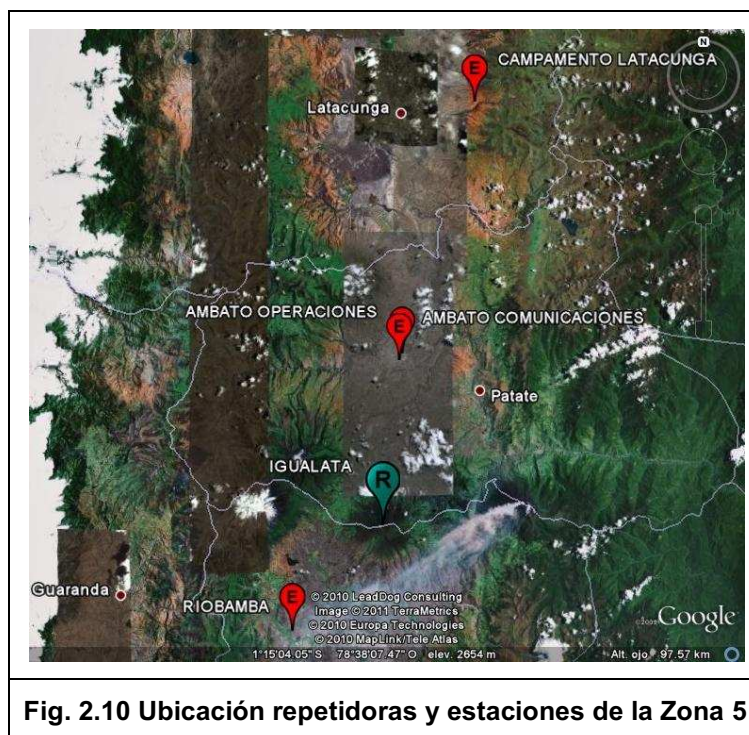 N
E
CAMPAMENTO LATACUNGA
Latacunga
AMBATO OPERACIONES
E
AMBATO COMUNICACIONES
Patate
IGUALATA
R
Guaranda
RIOBAMBA
E
© 2010 LeadDog Consulting
Image © 2011 TerraMetrics
© 2010 Europa Technologies
© 2010 MapLink/Tele Atlas
©2009 Google
1°15'04.05" S 78°38'07.47" O elev. 2654 m
Alt. ojo 97.57 km
Fig. 2.10 Ubicación repetidoras y estaciones de la Zona 5